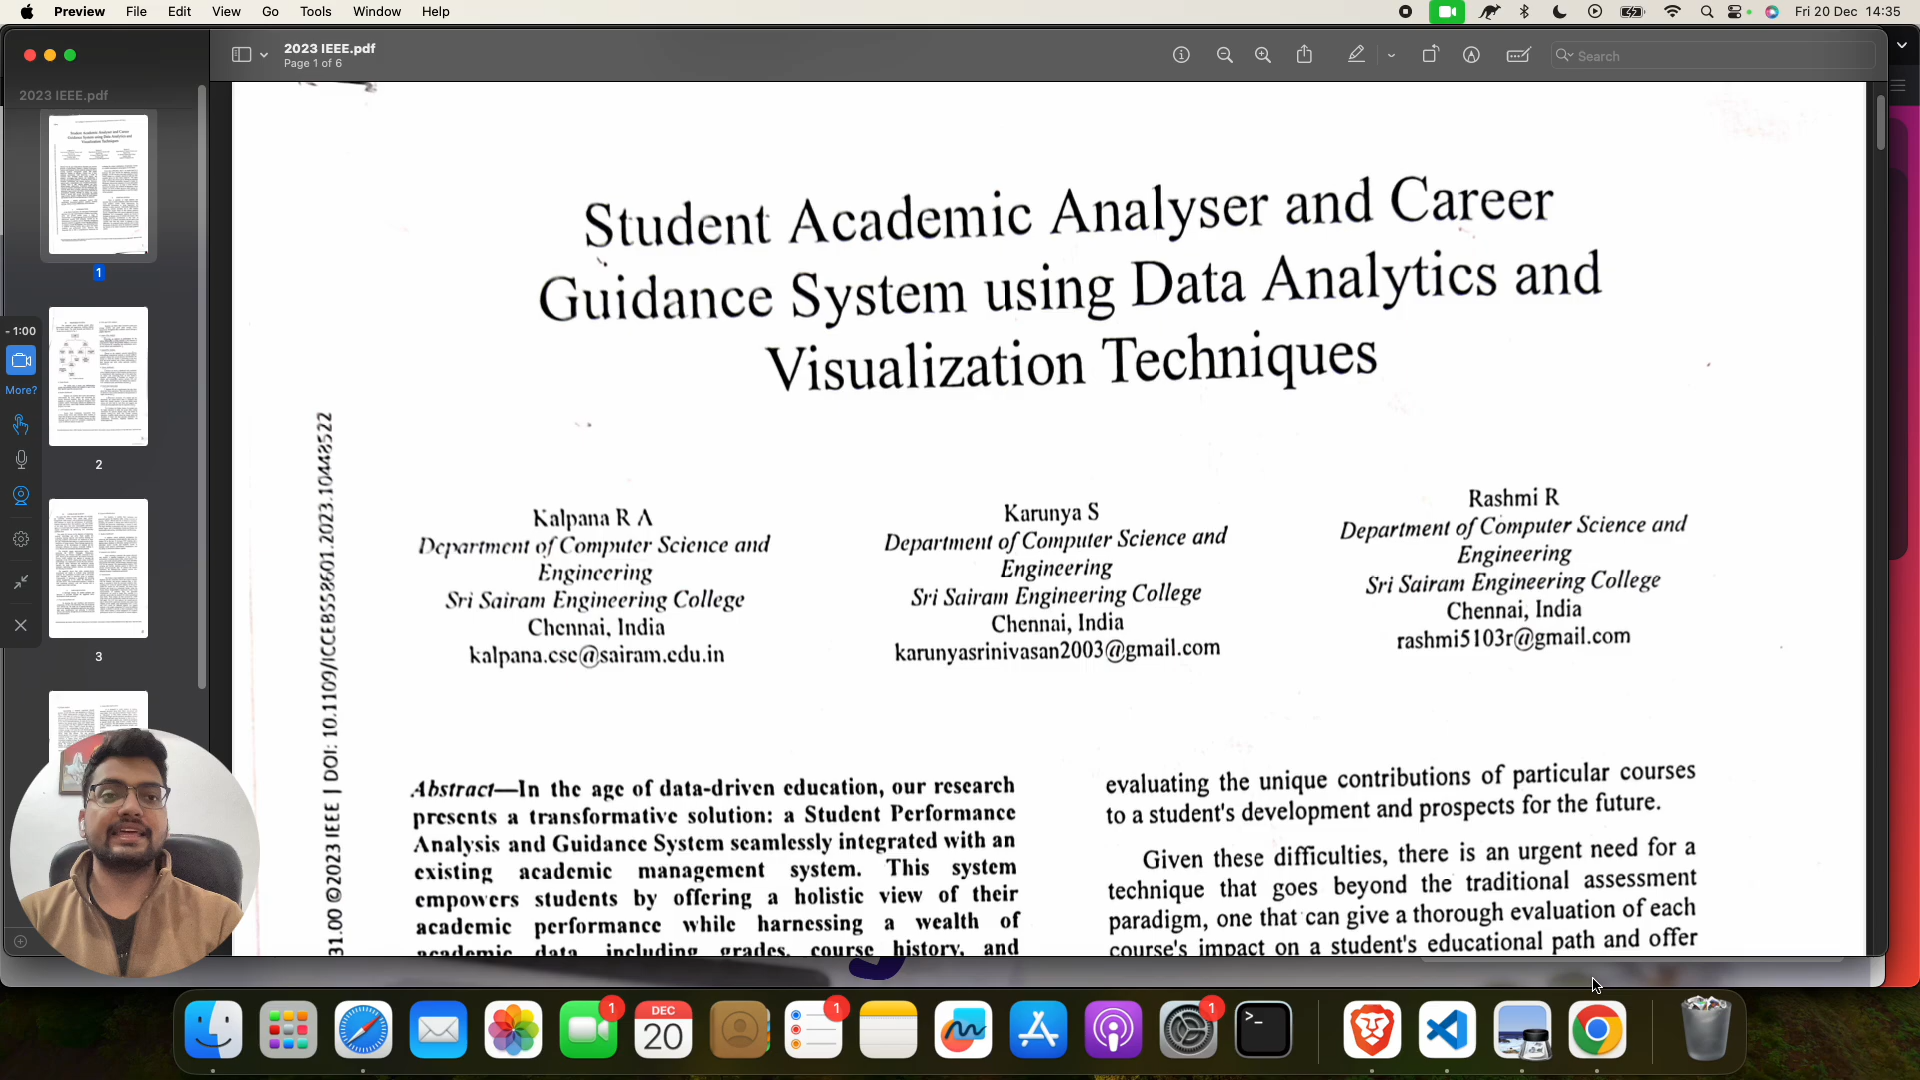 Preview File Edit View Go Tools Window Help
Fri 20 Dec 14:35
2023 IEEE.pdf
Page 1 of 6
Search
2023 IEEE.pdf
1
2
3
- 1:00
More?
Student Academic Analyser and Career
Guidance System using Data Analytics and
Visualization Techniques
Kalpana R A
Department of Computer Science and
Engineering
Sri Sairam Engineering College
Chennai, India
kalpana.cse@sairam.edu.in
Karunya S
Department of Computer Science and
Engineering
Sri Sairam Engineering College
Chennai, India
karunyasrinivasan2003@gmail.com
Rashmi R
Department of Computer Science and
Engineering
Sri Sairam Engineering College
Chennai, India
rashmi5103r@gmail.com
31.00 ©2023 IEEE | DOI: 10.1109/ICCEBS58601.2023.10448522
Abstract—In the age of data-driven education, our research
presents a transformative solution: a Student Performance
Analysis and Guidance System seamlessly integrated with an
existing academic management system. This system
empowers students by offering a holistic view of their
academic performance while harnessing a wealth of
academic data, including grades, course history, and
evaluating the unique contributions of particular courses
to a student's development and prospects for the future.
Given these difficulties, there is an urgent need for a
technique that goes beyond the traditional assessment
paradigm, one that can give a thorough evaluation of each
course's impact on a student's educational path and offer
1
DEC
20
1
1
>_